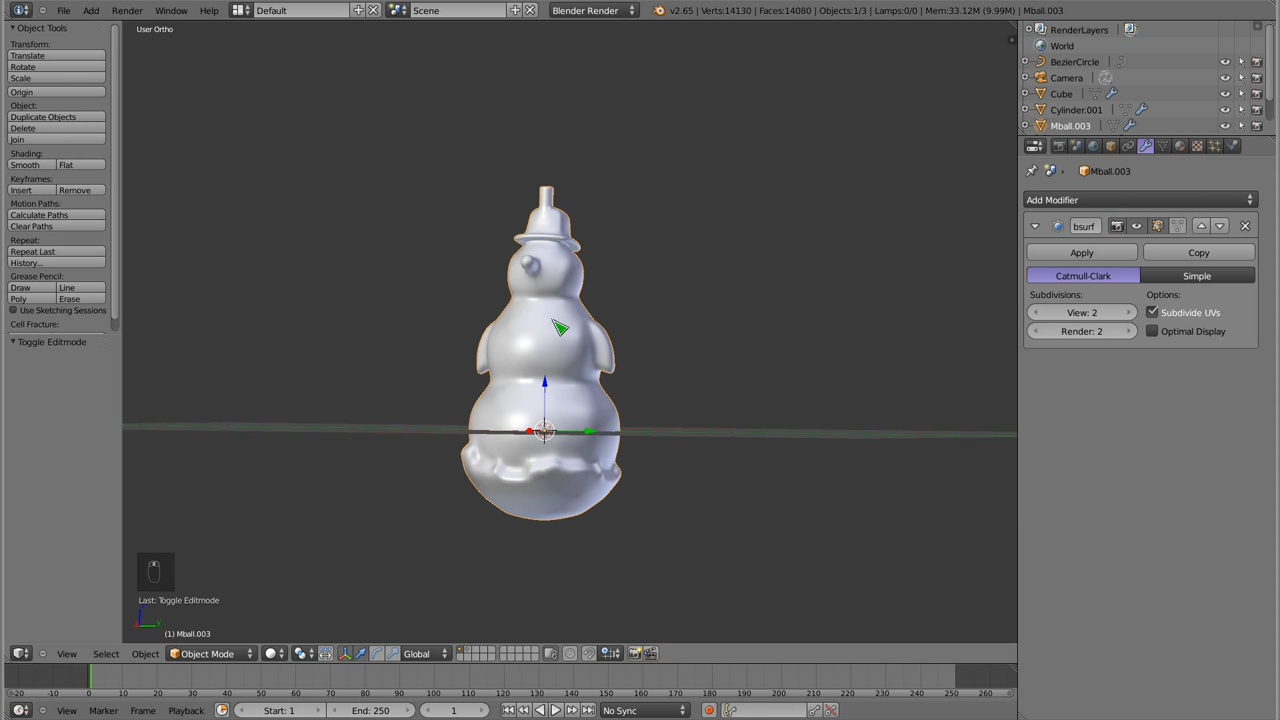 File Add Render Window Help Default Scene Blender Render v2.65 | Verts:14130 | Faces:14080 | Objects:1/3 | Lamps:0/0 | Mem:33.12M (9.99M) | Mball.003
Object Tools
Transform:
Translate
Rotate
Scale
Origin
Object:
Duplicate Objects
Delete
Join
Shading:
Smooth Flat
Keyframes:
Insert Remove
Motion Paths:
Calculate Paths
Clear Paths
Repeat:
Repeat Last
History...
Grease Pencil:
Draw Line
Poly Erase
Use Sketching Sessions
Cell Fracture:
Toggle Editmode
User Ortho
Last: Toggle Editmode
z
y
(1) Mball.003
RenderLayers
World
BezierCircle
Camera
Cube
Cylinder.001
Mball.003
Mball.003
Add Modifier
bsurf
Apply Copy
Catmull-Clark Simple
Subdivisions: Options:
View: 2 Subdivide UVs
Render: 2 Optimal Display
View Select Object Object Mode Global
-20 -10 0 10 20 30 40 50 60 70 80 90 100 110 120 130 140 150 160 170 180 190 200 210 220 230 240 250 260
View Marker Frame Playback Start: 1 End: 250 1 No Sync